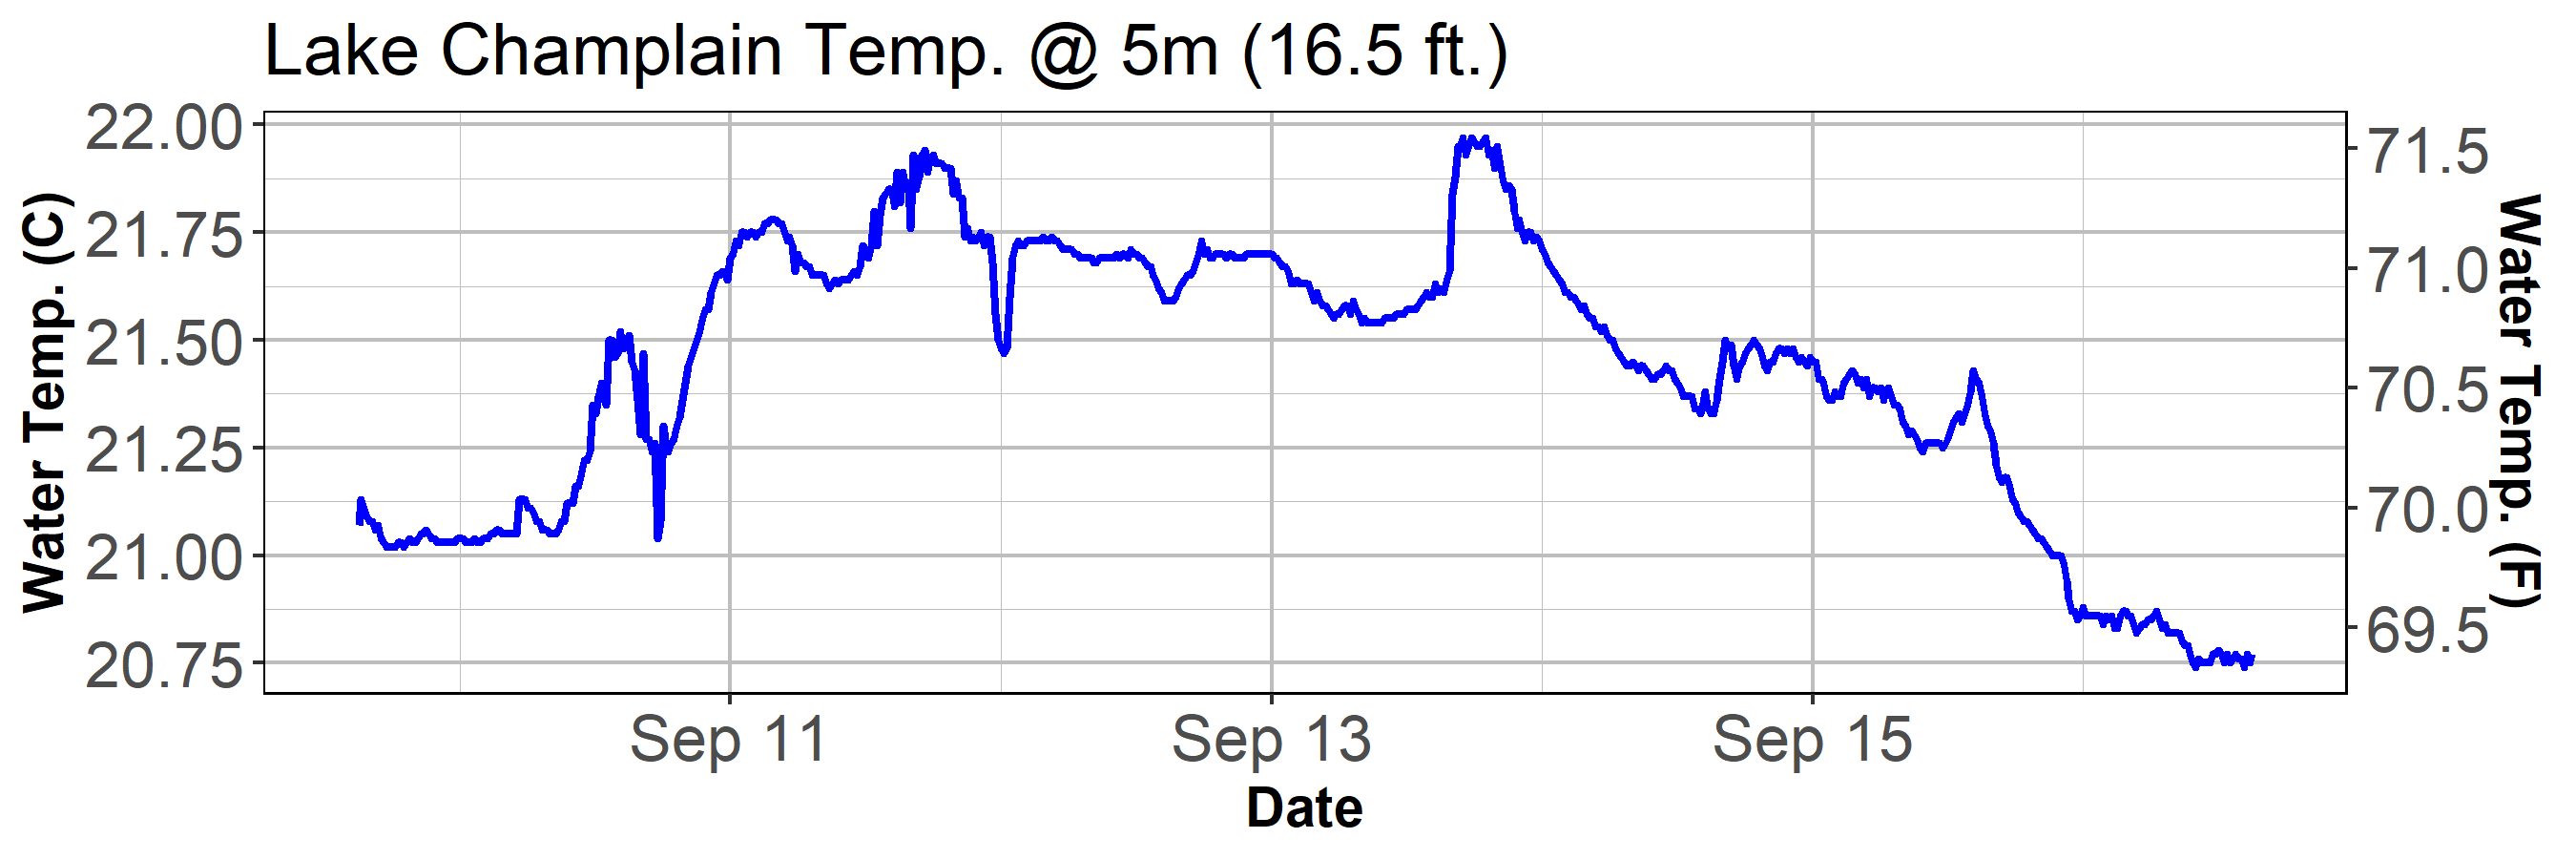 Lake Champlain Temp. @ 5m (16.5 ft.)
Water Temp. (C)
22.00
21.75
21.50
21.25
21.00
20.75
71.5
71.0
70.5
70.0
69.5
Water Temp. (F)
Sep 11
Sep 13
Sep 15
Date